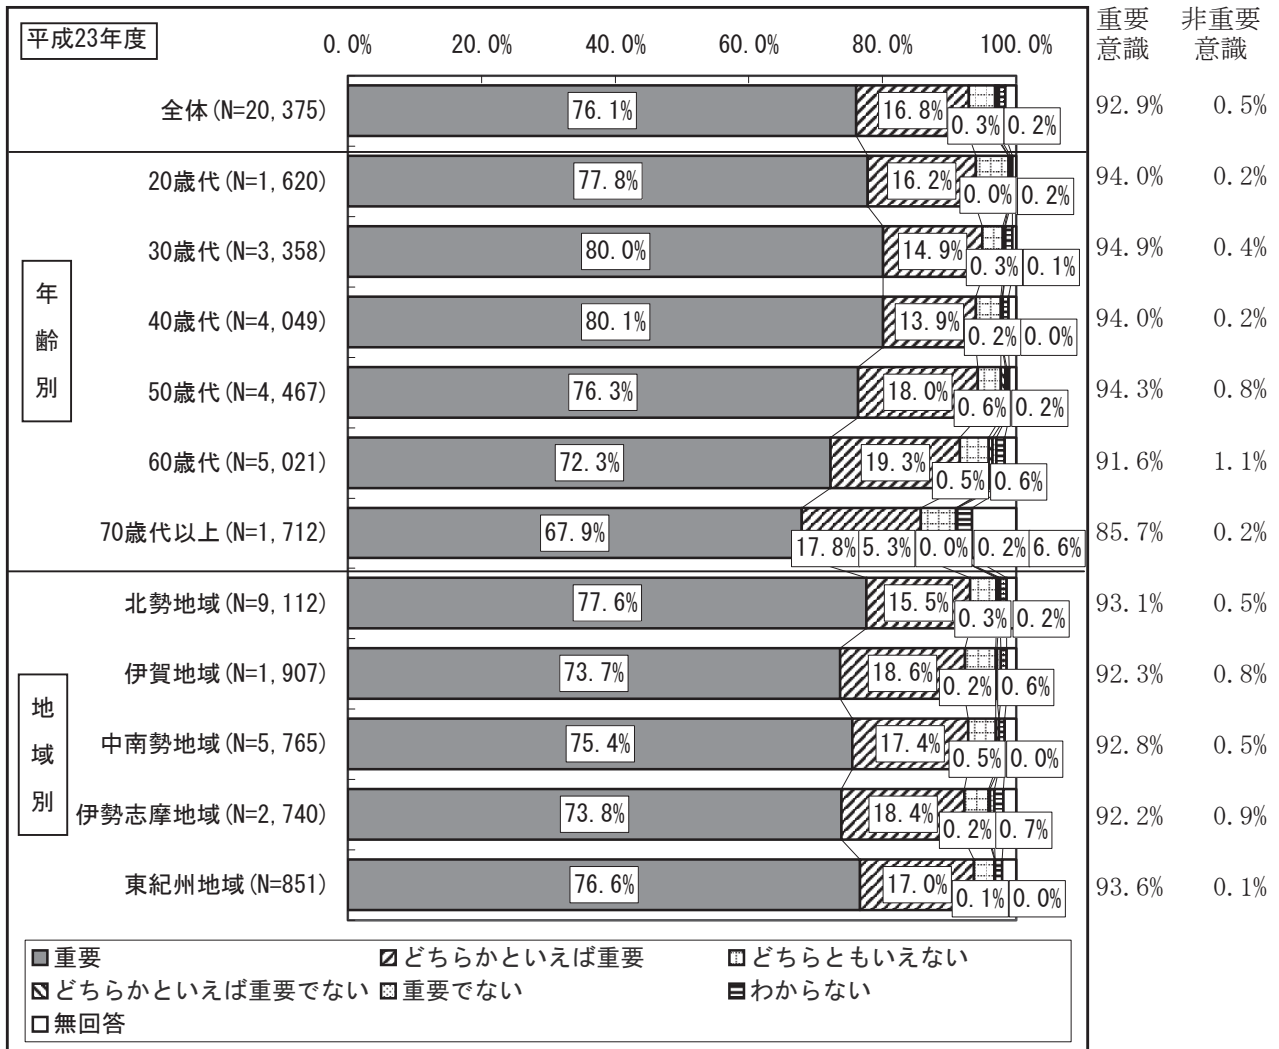 平成23年度
0.0% 20.0% 40.0% 60.0% 80.0% 100.0%
重要意識 非重要意識
全体(N=20,375) 76.1% 16.8% 0.3% 0.2% 92.9% 0.5%
年齢別
20歳代(N=1,620) 77.8% 16.2% 0.0% 0.2% 94.0% 0.2%
30歳代(N=3,358) 80.0% 14.9% 0.3% 0.1% 94.9% 0.4%
40歳代(N=4,049) 80.1% 13.9% 0.2% 0.0% 94.0% 0.2%
50歳代(N=4,467) 76.3% 18.0% 0.6% 0.2% 94.3% 0.8%
60歳代(N=5,021) 72.3% 19.3% 0.5% 0.6% 91.6% 1.1%
70歳代以上(N=1,712) 67.9% 17.8% 5.3% 0.0% 0.2% 6.6% 85.7% 0.2%
地域別
北勢地域(N=9,112) 77.6% 15.5% 0.3% 0.2% 93.1% 0.5%
伊賀地域(N=1,907) 73.7% 18.6% 0.2% 0.6% 92.3% 0.8%
中南勢地域(N=5,765) 75.4% 17.4% 0.5% 0.0% 92.8% 0.5%
伊勢志摩地域(N=2,740) 73.8% 18.4% 0.2% 0.7% 92.2% 0.9%
東紀州地域(N=851) 76.6% 17.0% 0.1% 0.0% 93.6% 0.1%
重要 どちらかといえば重要 どちらともいえない
どちらかといえば重要でない 重要でない わからない
無回答